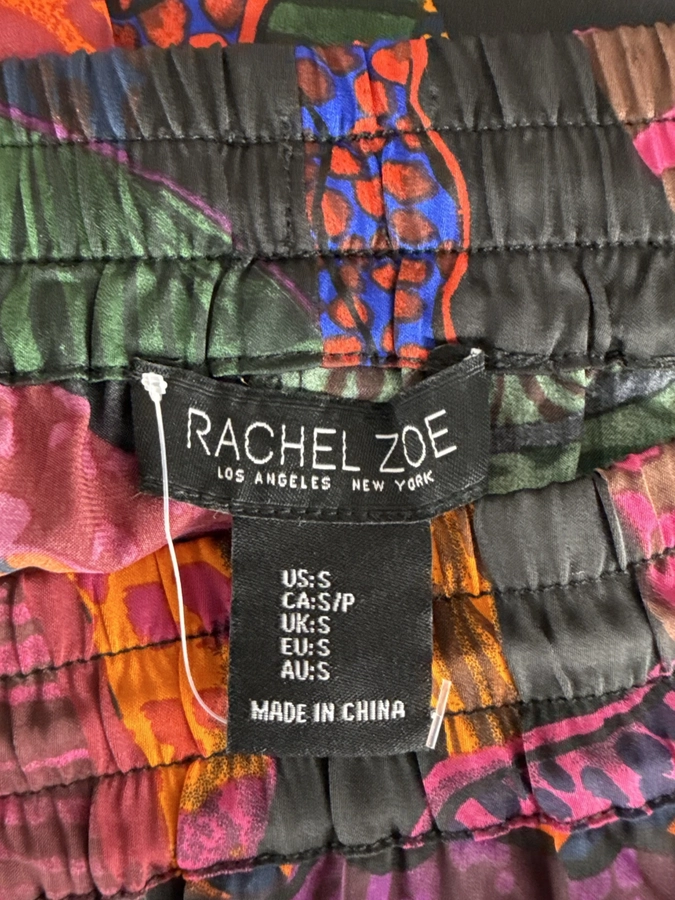 RACHEL ZOE
LOS ANGELES NEW YORK
US:S
CA:S/P
UK:S
EU:S
AU:S
MADE IN CHINA